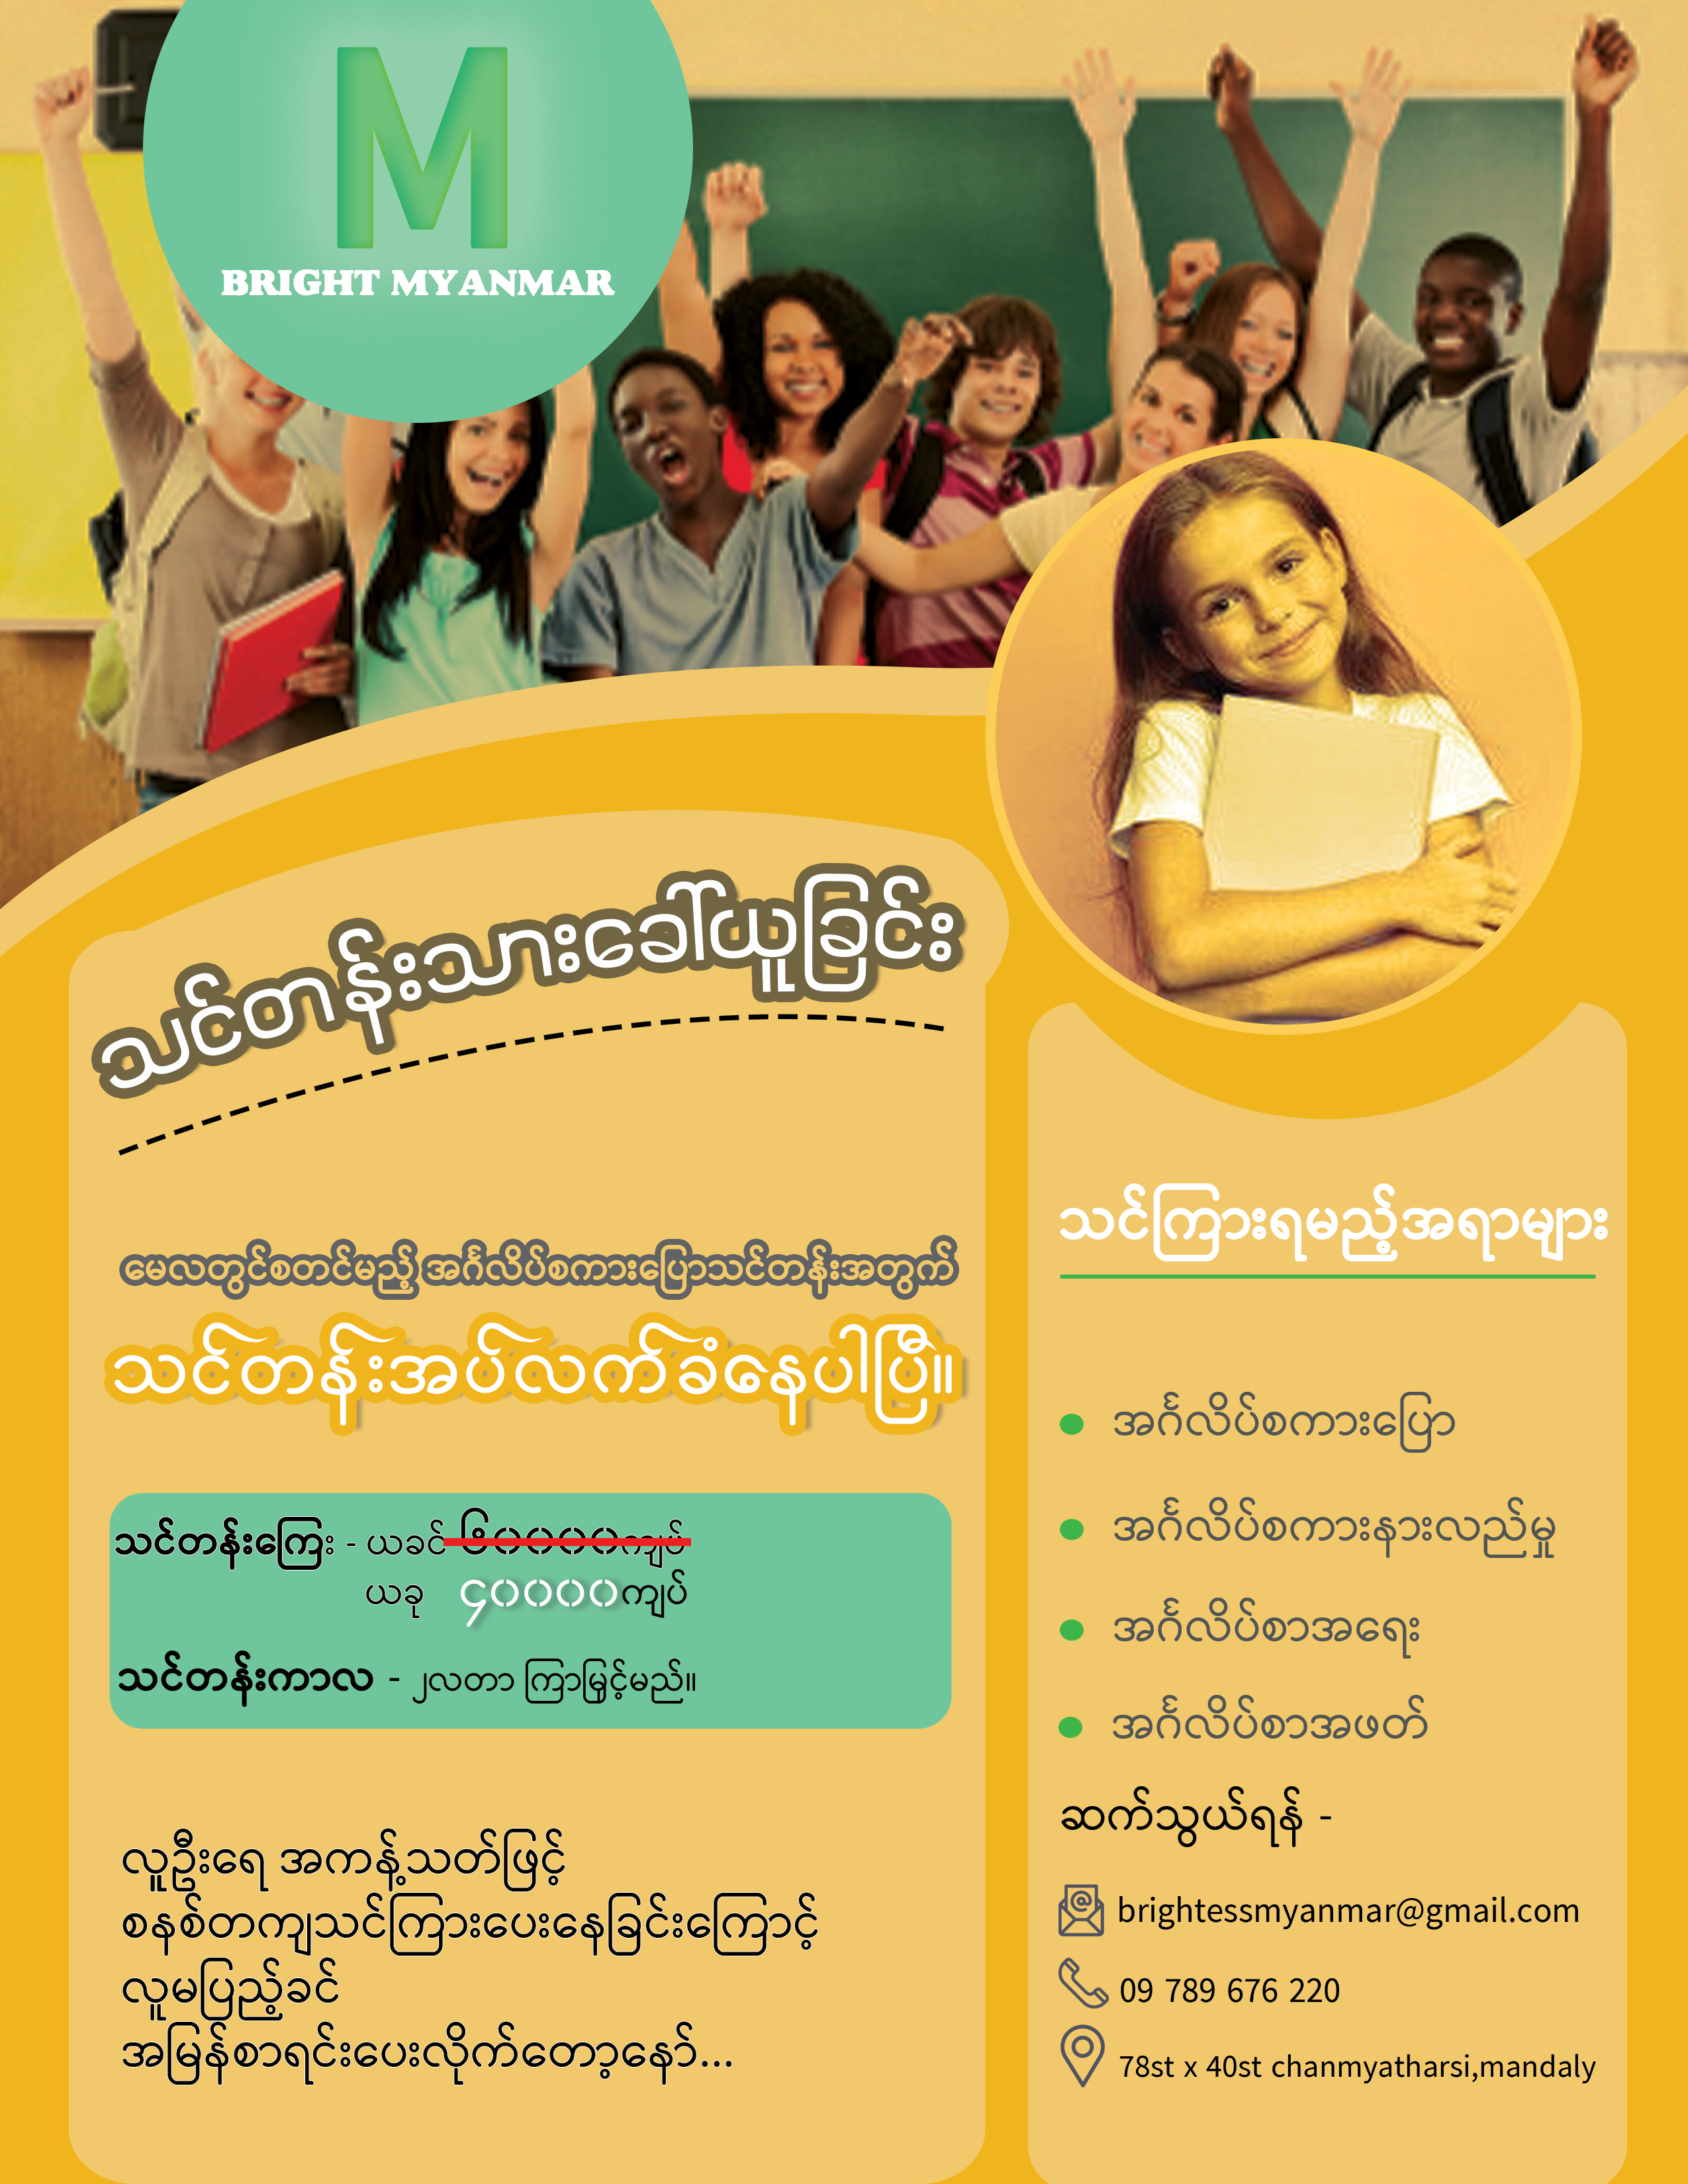 M
BRIGHT MYANMAR
သင်တန်းသားခေါ်ယူခြင်း
မေလတွင်စတင်မည့် အင်္ဂလိပ်စကားပြောသင်တန်းအတွက်
သင်တန်းအပ်လက်ခံနေပါပြီ။
သင်တန်းကြေး - ယခင် ၆၀၀၀၀ကျပ်
ယခု ၄၀၀၀၀ကျပ်
သင်တန်းကာလ - ၂လတာ ကြာမြှင့်မည်။
လူဦးရေ အကန့်သတ်ဖြင့်
စနစ်တကျသင်ကြားပေးနေခြင်းကြောင့်
လူမပြည့်ခင်
အမြန်စာရင်းပေးလိုက်တော့နော်...
သင်ကြားရမည့်အရာများ
အင်္ဂလိပ်စကားပြော
အင်္ဂလိပ်စကားနားလည်မှု
အင်္ဂလိပ်စာအရေး
အင်္ဂလိပ်စာအဖတ်
ဆက်သွယ်ရန် -
brightessmyanmar@gmail.com
09 789 676 220
78st x 40st chanmyatharsi,mandaly